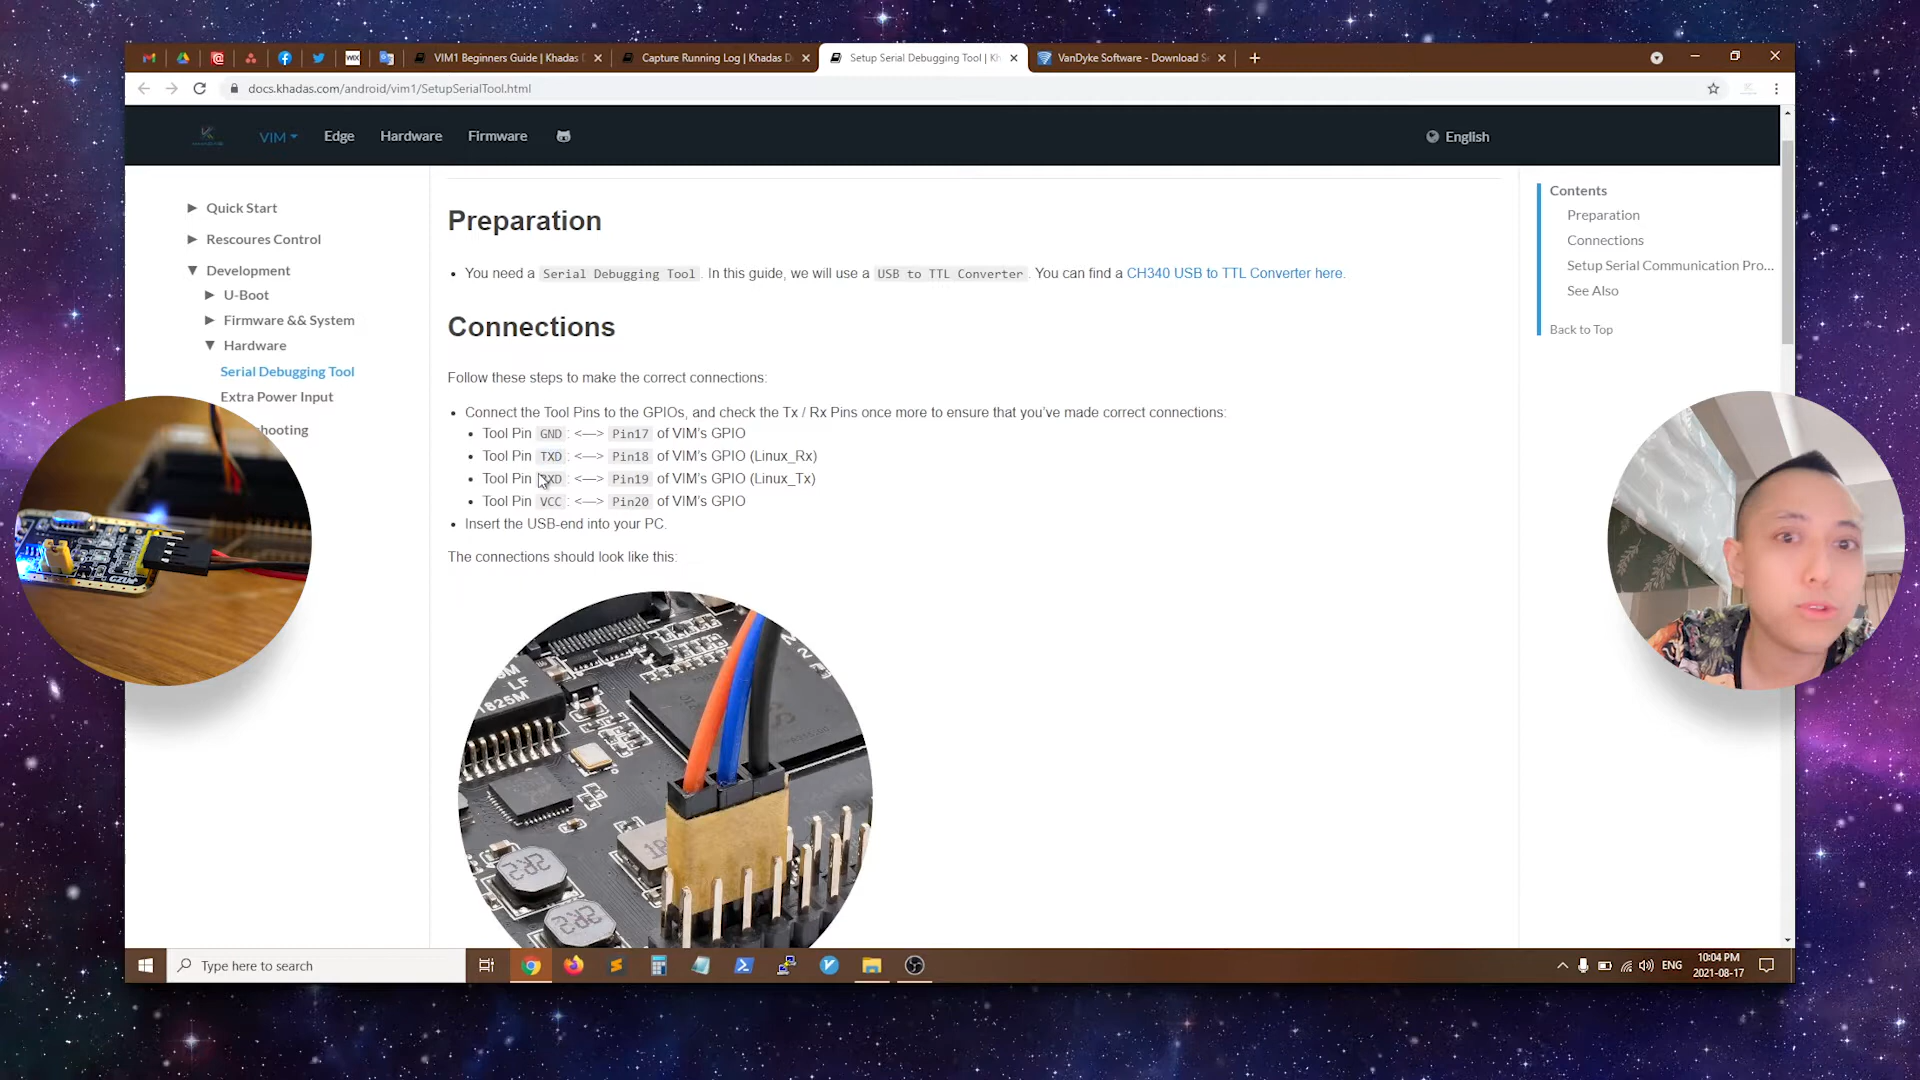 WIX
VIM1 Beginners Guide | Khadas D
Capture Running Log | Khadas D
Setup Serial Debugging Tool | Kh
VanDyke Software - Download S
docs.khadas.com/android/vim1/SetupSerialTool.html
VIM
Edge
Hardware
Firmware
English
Quick Start
Rescoures Control
Development
U-Boot
Firmware && System
Hardware
Serial Debugging Tool
Extra Power Input
hooting
Preparation
You need a Serial Debugging Tool. In this guide, we will use a USB to TTL Converter. You can find a CH340 USB to TTL Converter here.
Connections
Follow these steps to make the correct connections:
Connect the Tool Pins to the GPIOs, and check the Tx / Rx Pins once more to ensure that you've made correct connections:
Tool Pin GND: <—> Pin17 of VIM's GPIO
Tool Pin TXD: <—> Pin18 of VIM's GPIO (Linux_Rx)
Tool Pin RXD: <—> Pin19 of VIM's GPIO (Linux_Tx)
Tool Pin VCC: <—> Pin20 of VIM's GPIO
Insert the USB-end into your PC.
The connections should look like this:
LF
1825M
2R2
2R2
Contents
Preparation
Connections
Setup Serial Communication Pro...
See Also
Back to Top
Type here to search
ENG
10:04 PM
2021-08-17